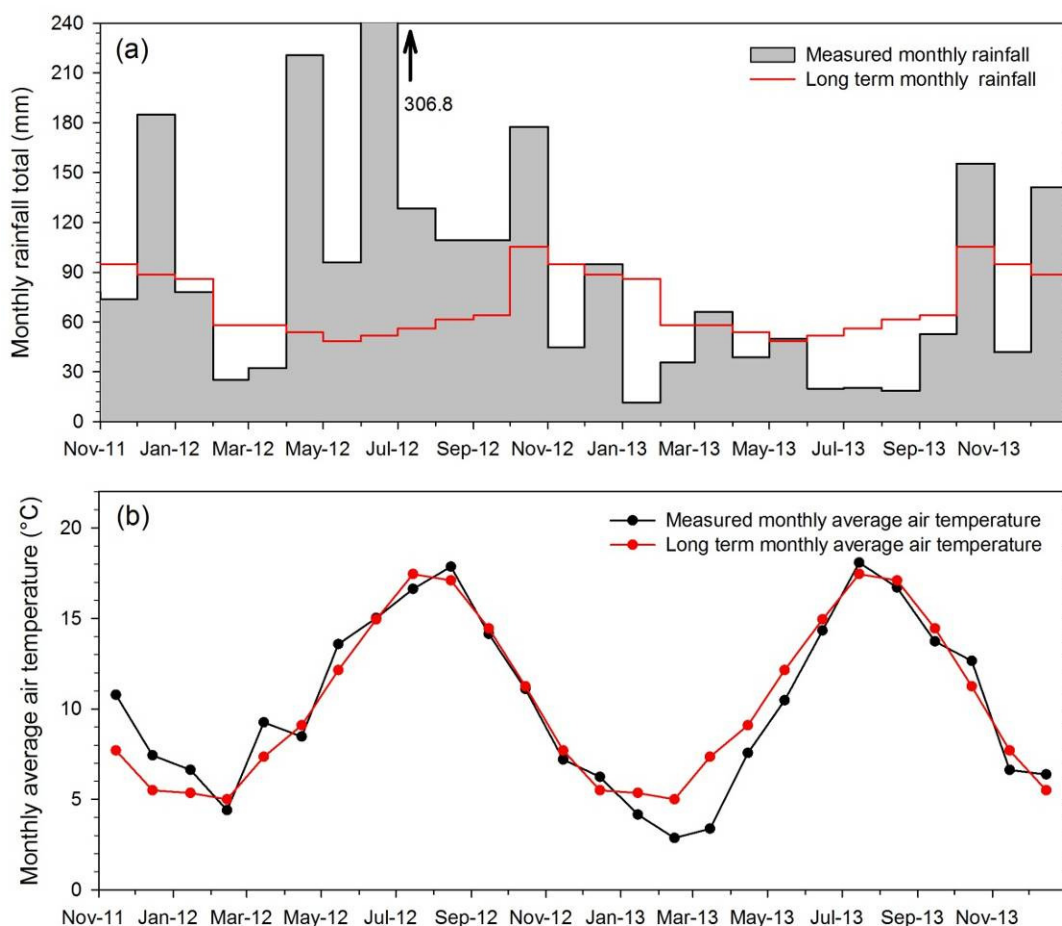 (a)
Measured monthly rainfall
Long term monthly rainfall
306.8
Monthly rainfall total (mm)
240
210
180
150
120
90
60
30
0
Nov-11 Jan-12 Mar-12 May-12 Jul-12 Sep-12 Nov-12 Jan-13 Mar-13 May-13 Jul-13 Sep-13 Nov-13
(b)
Measured monthly average air temperature
Long term monthly average air temperature
Monthly average air temperature (°C)
20
15
10
5
0
Nov-11 Jan-12 Mar-12 May-12 Jul-12 Sep-12 Nov-12 Jan-13 Mar-13 May-13 Jul-13 Sep-13 Nov-13